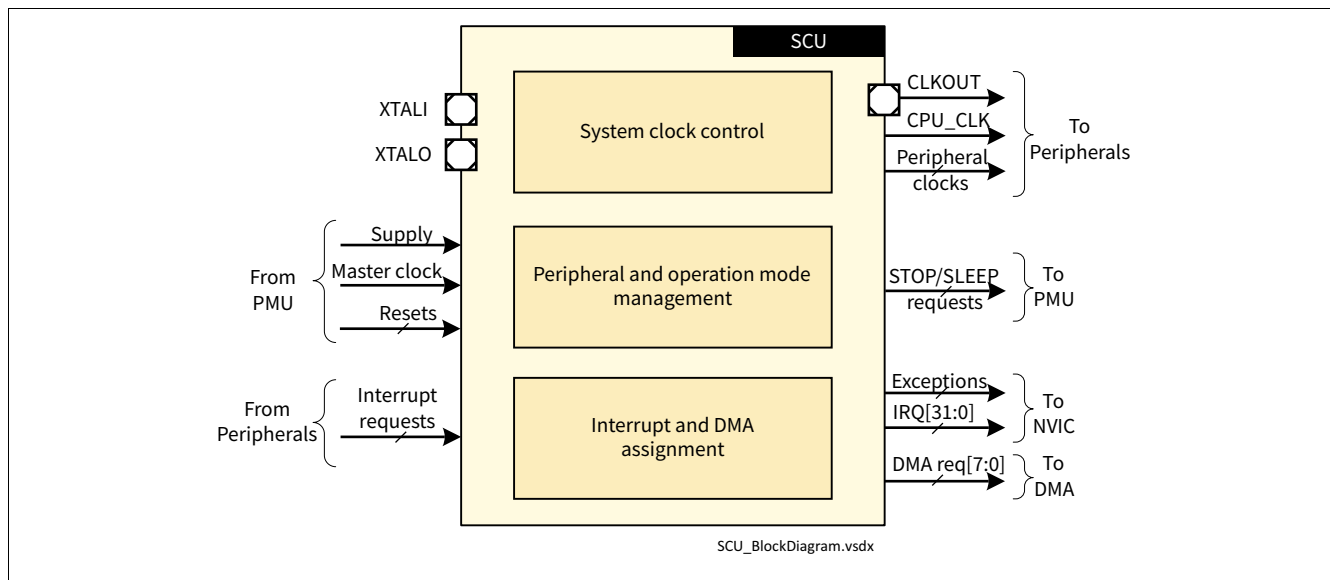 SCU
XTALI
XTALO
System clock control
CLKOUT
CPU_CLK
Peripheral
clocks
To
Peripherals
From
PMU
Supply
Master clock
Resets
Peripheral and operation mode
management
STOP/SLEEP
requests
To
PMU
From
Peripherals
Interrupt
requests
Interrupt and DMA
assignment
Exceptions
IRQ[31:0]
To
NVIC
DMA req[7:0]
To
DMA
SCU_BlockDiagram.vsdx